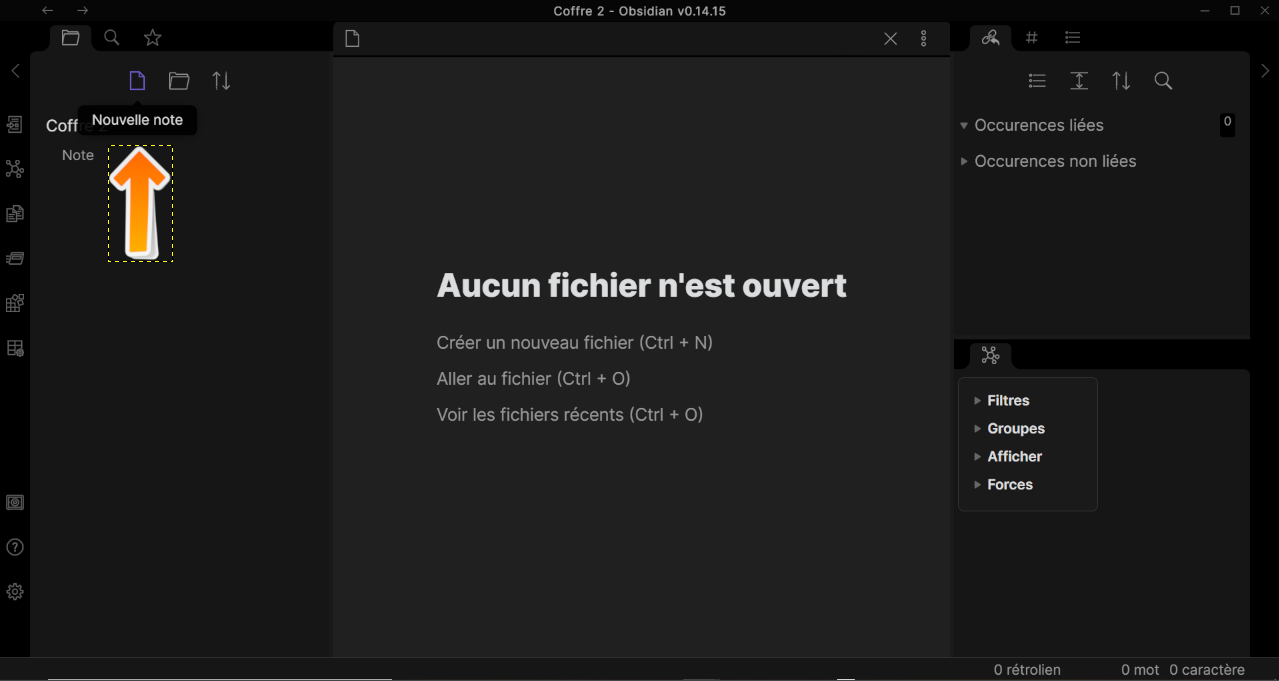 Coffre 2 - Obsidian v0.14.15
Nouvelle note
Coffre 2
Note
Aucun fichier n'est ouvert
Créer un nouveau fichier (Ctrl + N)
Aller au fichier (Ctrl + O)
Voir les fichiers récents (Ctrl + O)
Occurences liées
0
Occurences non liées
Filtres
Groupes
Afficher
Forces
0 rétrolien
0 mot 0 caractère